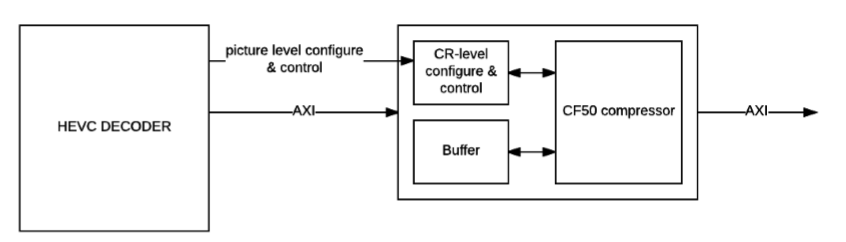 HEVC DECODER
picture level configure
& control
AXI
CR-level
configure &
control
Buffer
CF50 compressor
AXI